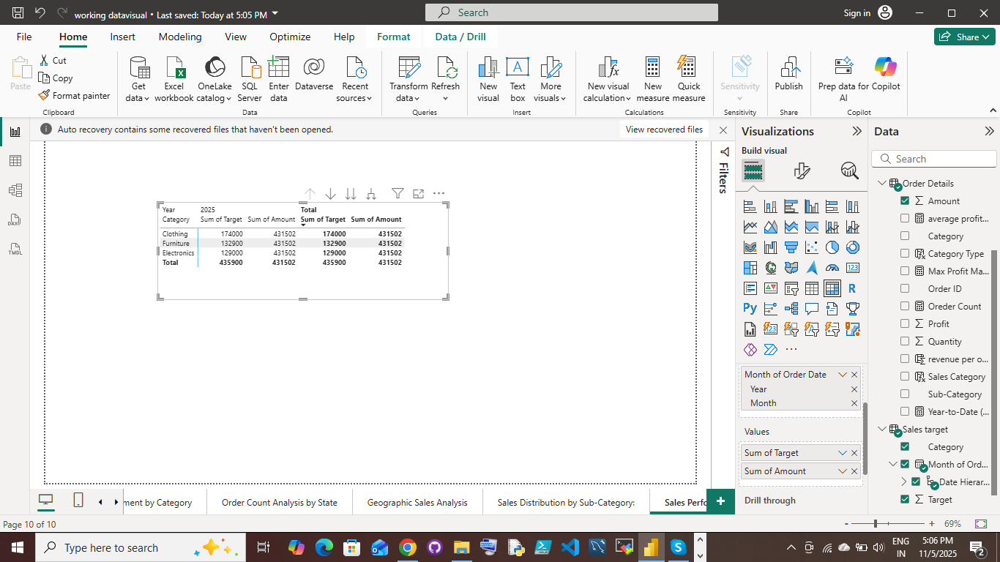 working datavisual • Last saved: Today at 5:05 PM
Search
Sign in
File Home Insert Modeling View Optimize Help Format Data / Drill
Share
Paste
Cut
Copy
Format painter
Clipboard
Get data
Excel workbook
OneLake catalog
SQL Server
Enter data
Dataverse
Recent sources
Data
Transform data
Refresh
Queries
New visual
Text box
More visuals
Insert
New visual calculation
New measure
Quick measure
Calculations
Sensitivity
Sensitivity
Publish
Share
Prep data for AI
Copilot
Copilot
Auto recovery contains some recovered files that haven't been opened.
View recovered files
Year 2025 Total
Category Sum of Target Sum of Amount Sum of Target Sum of Amount
Clothing 174000 431502 174000 431502
Furniture 132900 431502 132900 431502
Electronics 129000 431502 129000 431502
Total 435900 431502 435900 431502
Filters
Visualizations
Build visual
Month of Order Date
Year
Month
Values
Sum of Target
Sum of Amount
Drill through
Data
Search
Order Details
Amount
average profit...
Category
Category Type
Max Profit Ma...
Order ID
Oreder Count
Profit
Quantity
revenue per o...
Sales Category
Sub-Category
Year-to-Date (...
Sales target
Category
Month of Ord...
Date Hierar...
Target
ment by Category
Order Count Analysis by State
Geographic Sales Analysis
Sales Distribution by Sub-Category:
Sales Perfo
Page 10 of 10
69%
Type here to search
ENG
IN
5:06 PM
11/5/2025
2